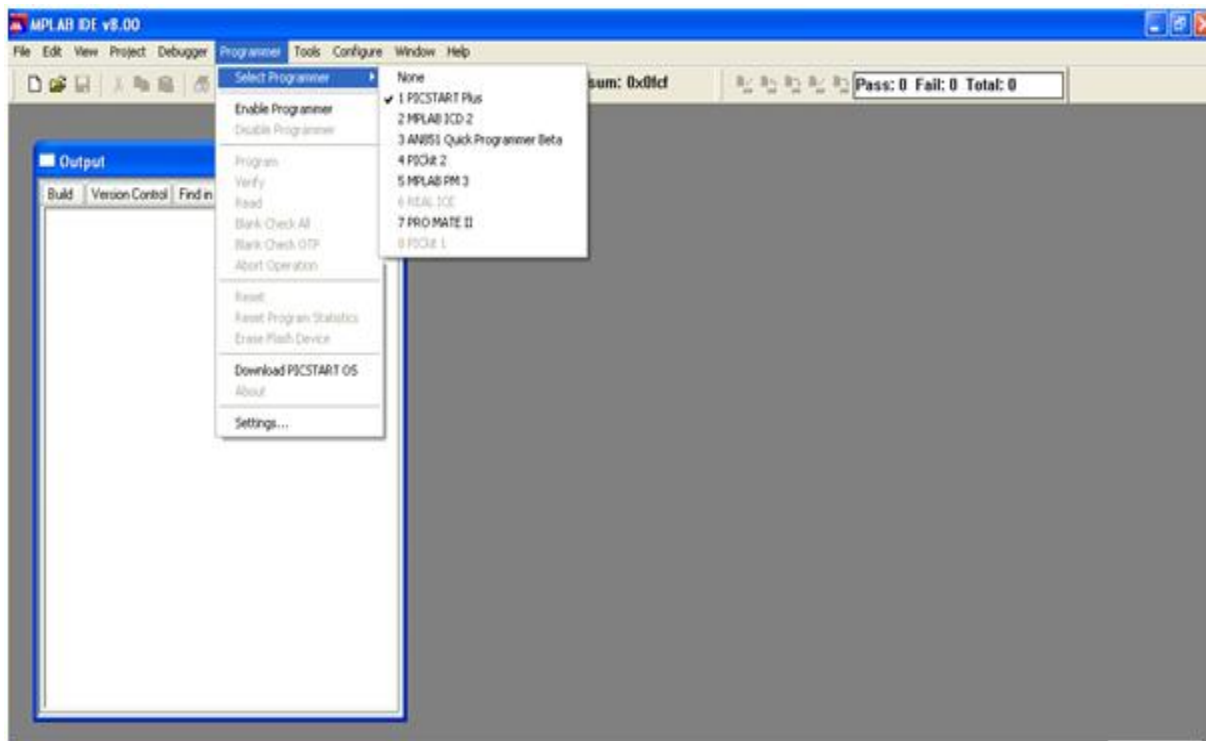 MPLAB IDE v8.00
File Edit View Project Debugger Programmer Tools Configure Window Help
sum: 0x0fcf
Pass: 0 Fail: 0 Total: 0
Select Programmer
Enable Programmer
Disable Programmer
Program
Verify
Read
Blank Check All
Blank Check OTP
Abort Operation
Reset
Reset Program Statistics
Erase Flash Device
Download PICSTART OS
About
Settings...
None
1 PICSTART Plus
2 MPLAB ICD 2
3 AN851 Quick Programmer Beta
4 PICkit 2
5 MPLAB PM 3
6 REAL ICE
7 PRO MATE II
8 PICkit 1
Output
Build Version Control Find in